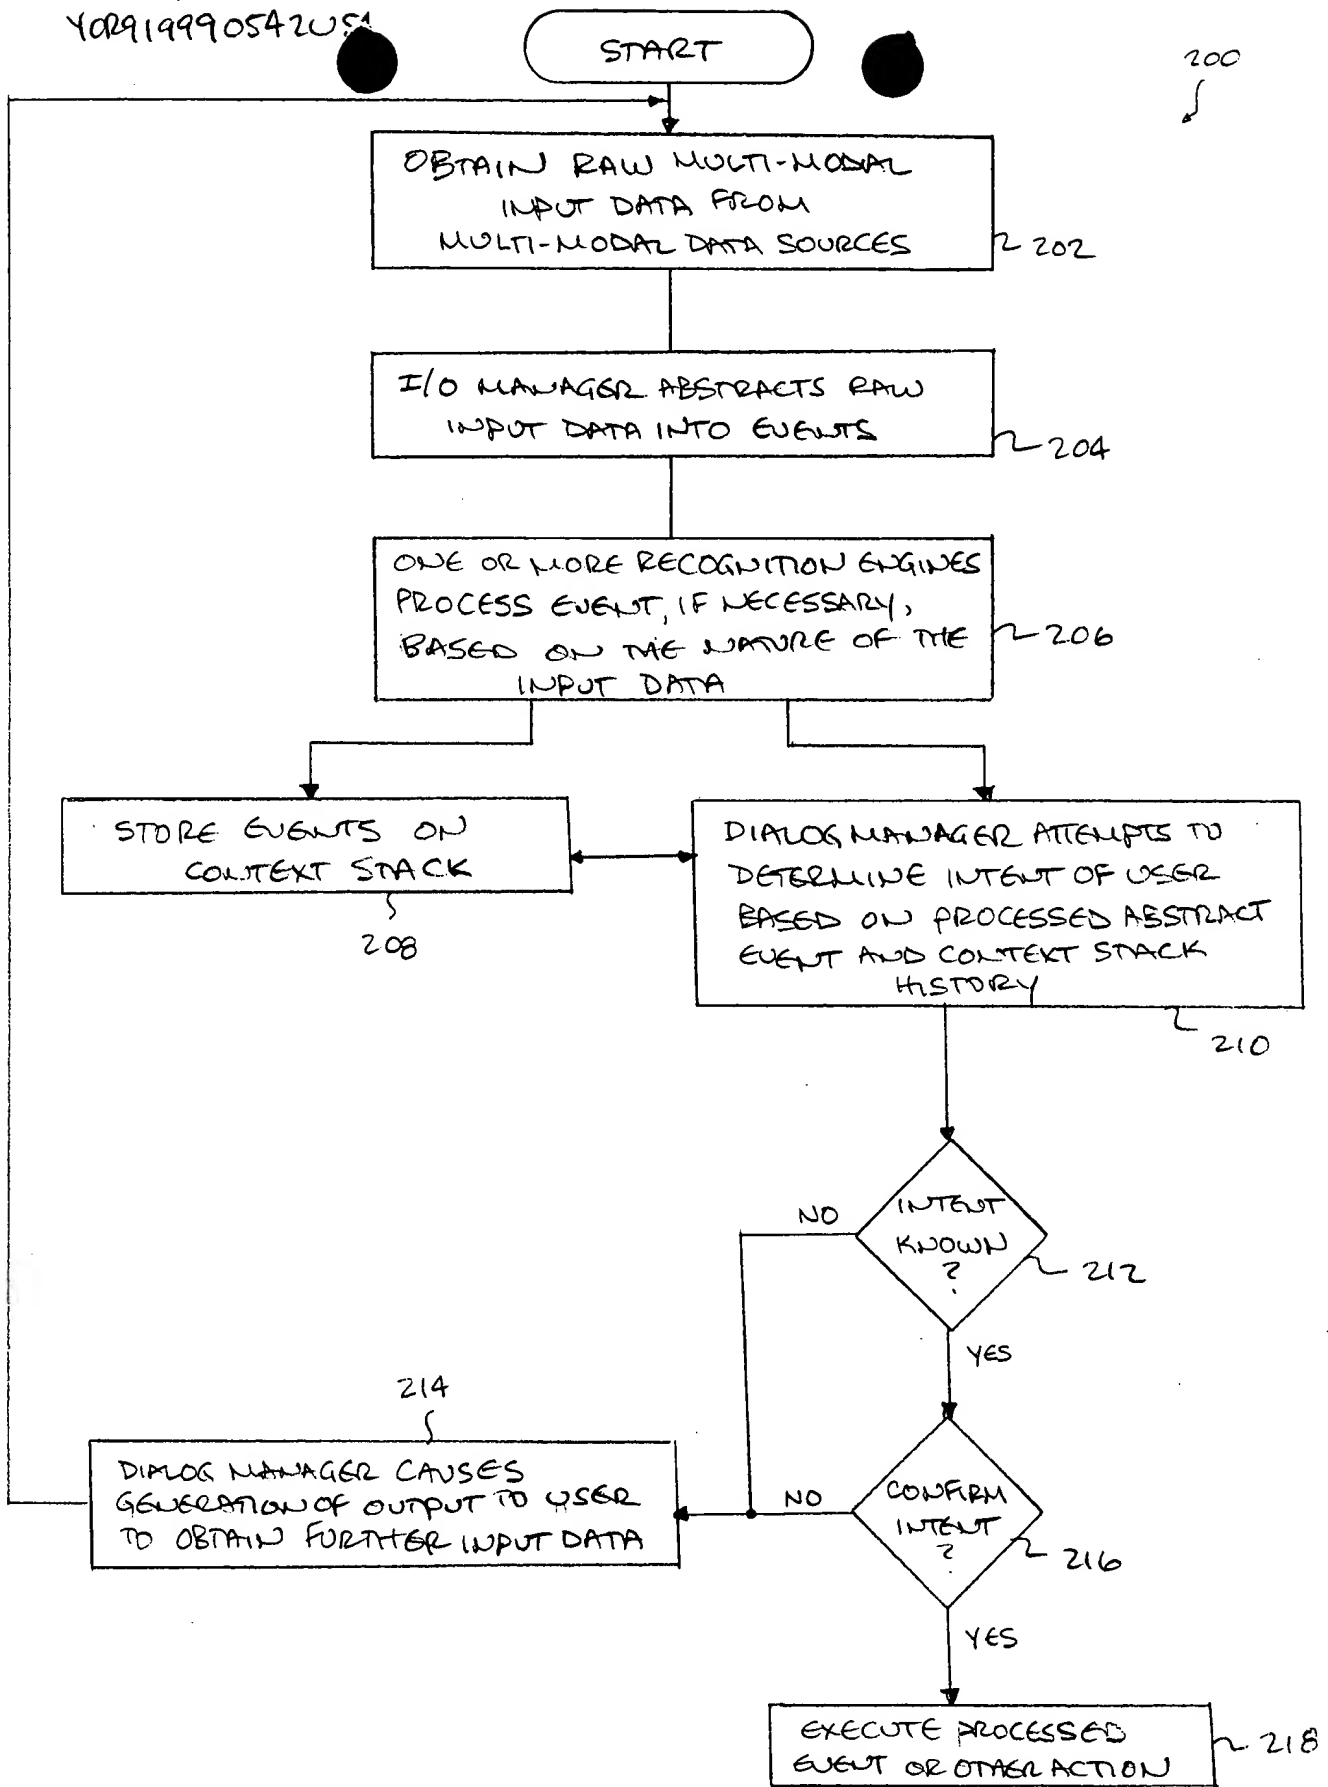 YOR919990542US1
START
200
OBTAIN RAW MULTI-MODAL
INPUT DATA FROM
MULTI-MODAL DATA SOURCES
202
I/O MANAGER ABSTRACTS RAW
INPUT DATA INTO EVENTS
204
ONE OR MORE RECOGNITION ENGINES
PROCESS EVENT, IF NECESSARY,
BASED ON THE NATURE OF THE
INPUT DATA
206
STORE EVENTS ON
CONTEXT STACK
208
DIALOG MANAGER ATTEMPTS TO
DETERMINE INTENT OF USER
BASED ON PROCESSED ABSTRACT
EVENT AND CONTEXT STACK
HISTORY
210
NO
INTENT
KNOWN
?
212
YES
214
DIALOG MANAGER CAUSES
GENERATION OF OUTPUT TO USER
TO OBTAIN FURTHER INPUT DATA
NO
CONFIRM
INTENT
?
216
YES
EXECUTE PROCESSED
EVENT OR OTHER ACTION
218